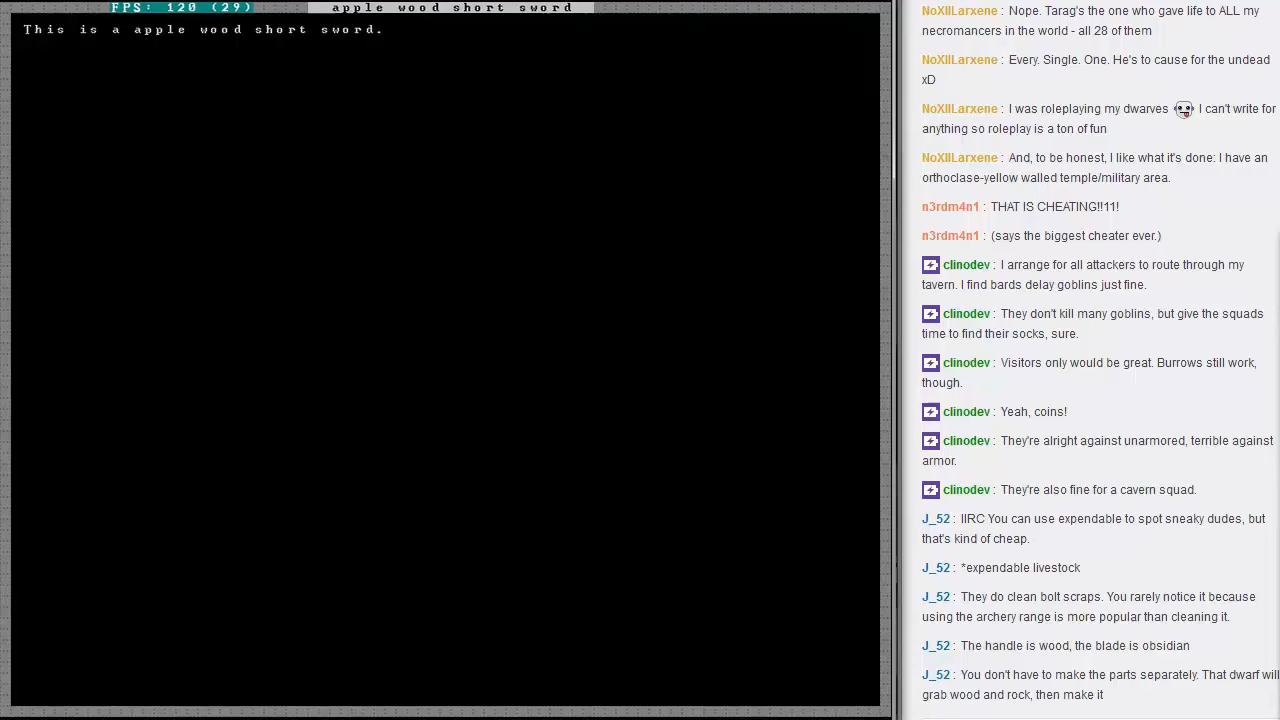 FPS: 120 (29)
apple wood short sword
This is a apple wood short sword.
NoXIILarxene : Nope. Tarag's the one who gave life to ALL my
necromancers in the world - all 28 of them
NoXIILarxene : Every. Single. One. He's to cause for the undead
xD
NoXIILarxene : I was roleplaying my dwarves I can't write for
anything so roleplay is a ton of fun
NoXIILarxene : And, to be honest, I like what it's done: I have an
orthoclase-yellow walled temple/military area.
n3rdm4n1 : THAT IS CHEATING!!11!
n3rdm4n1 : (says the biggest cheater ever.)
clinodev : I arrange for all attackers to route through my
tavern. I find bards delay goblins just fine.
clinodev : They don't kill many goblins, but give the squads
time to find their socks, sure.
clinodev : Visitors only would be great. Burrows still work,
though.
clinodev : Yeah, coins!
clinodev : They're alright against unarmored, terrible against
armor.
clinodev : They're also fine for a cavern squad.
J_52 : IIRC You can use expendable to spot sneaky dudes, but
that's kind of cheap.
J_52 : *expendable livestock
J_52 : They do clean bolt scraps. You rarely notice it because
using the archery range is more popular than cleaning it.
J_52 : The handle is wood, the blade is obsidian
J_52 : You don't have to make the parts separately. That dwarf will
grab wood and rock, then make it